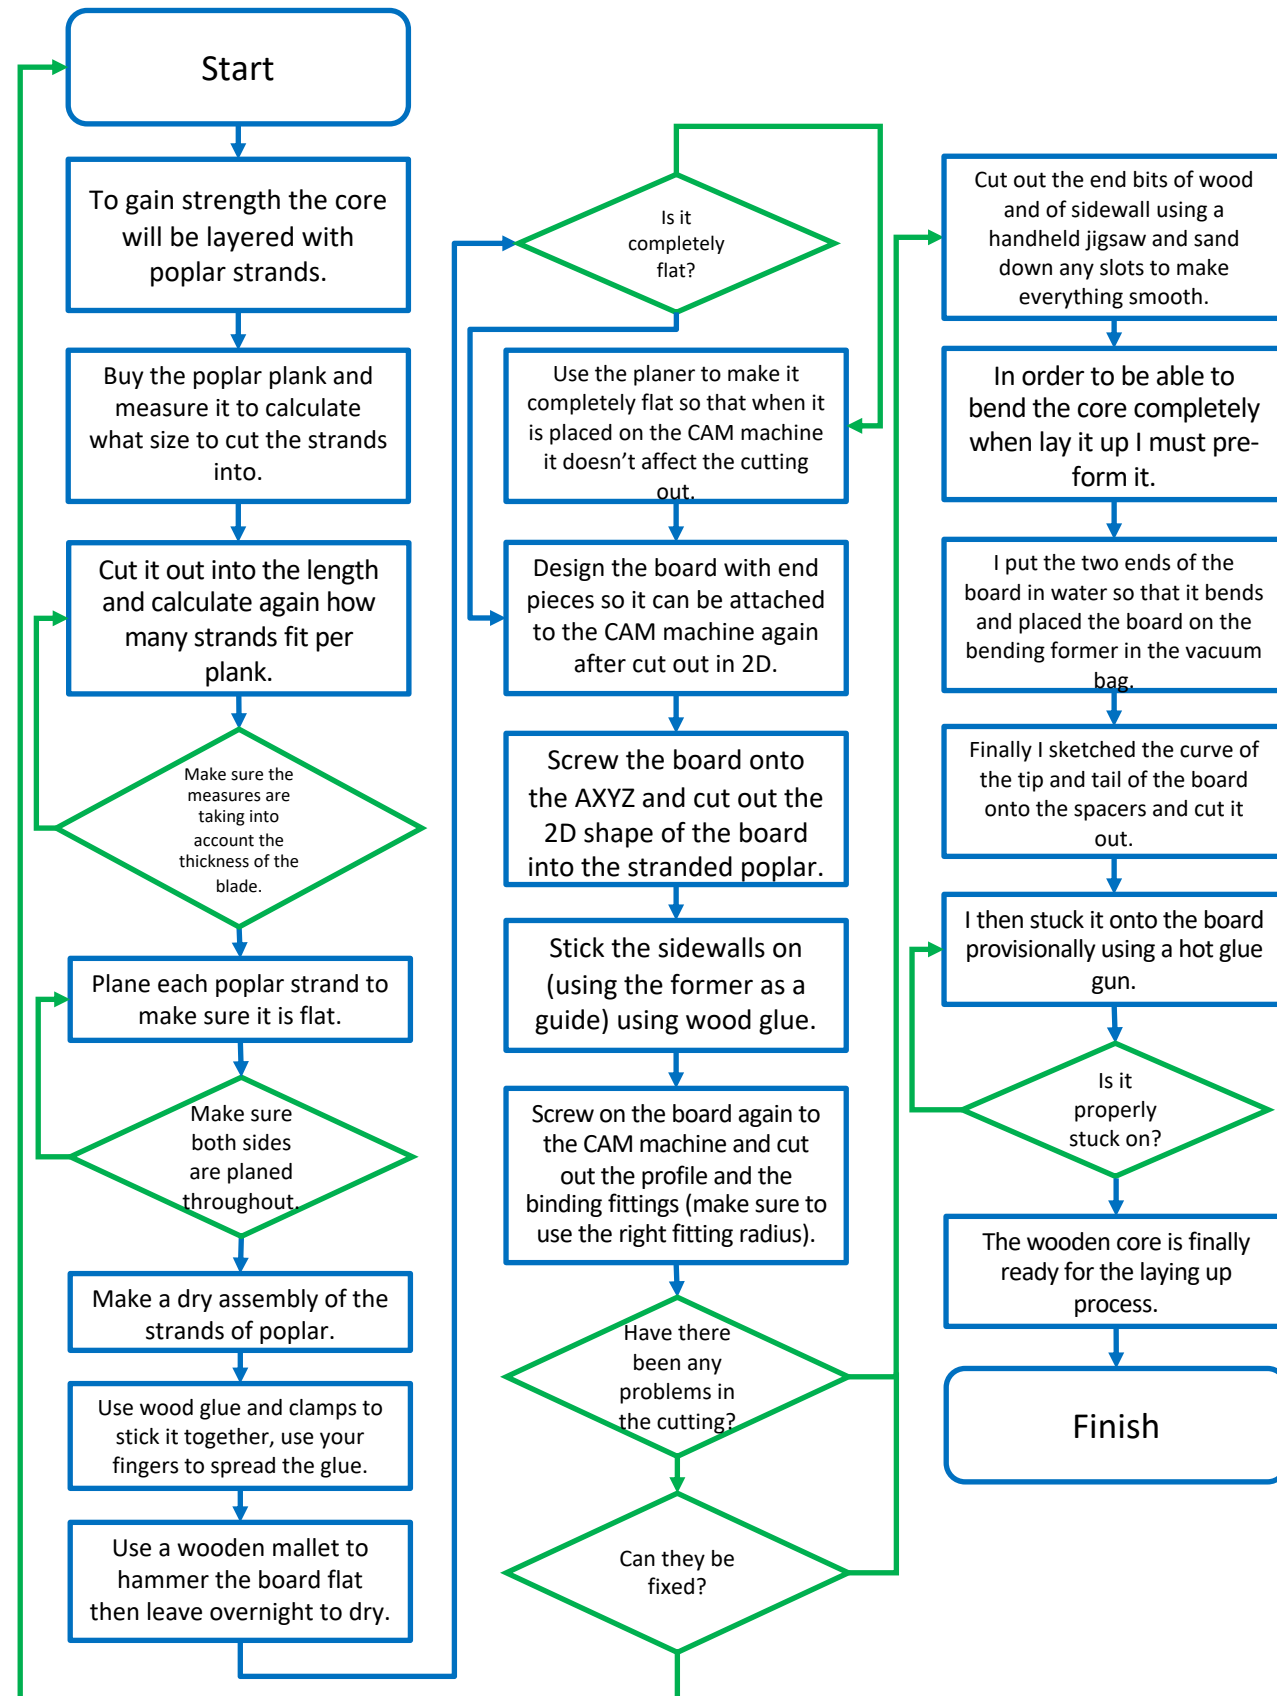 Start
To gain strength the core
will be layered with
poplar strands.
Buy the poplar plank and
measure it to calculate
what size to cut the strands
into.
Cut it out into the length
and calculate again how
many strands fit per
plank.
Make sure the
measures are
taking into
account the
thickness of the
blade.
Plane each poplar strand to
make sure it is flat.
Make sure
both sides
are planed
throughout.
Make a dry assembly of the
strands of poplar.
Use wood glue and clamps to
stick it together, use your
fingers to spread the glue.
Use a wooden mallet to
hammer the board flat
then leave overnight to dry.
Is it
completely
flat?
Use the planer to make it
completely flat so that when it
is placed on the CAM machine
it doesn’t affect the cutting
out.
Design the board with end
pieces so it can be attached
to the CAM machine again
after cut out in 2D.
Screw the board onto
the AXYZ and cut out the
2D shape of the board
into the stranded poplar.
Stick the sidewalls on
(using the former as a
guide) using wood glue.
Screw on the board again to
the CAM machine and cut
out the profile and the
binding fittings (make sure to
use the right fitting radius).
Have there
been any
problems in
the cutting?
Can they be
fixed?
Cut out the end bits of wood
and of sidewall using a
handheld jigsaw and sand
down any slots to make
everything smooth.
In order to be able to
bend the core completely
when lay it up I must pre-
form it.
I put the two ends of the
board in water so that it bends
and placed the board on the
bending former in the vacuum
bag.
Finally I sketched the curve of
the tip and tail of the board
onto the spacers and cut it
out.
I then stuck it onto the board
provisionally using a hot glue
gun.
Is it
properly
stuck on?
The wooden core is finally
ready for the laying up
process.
Finish